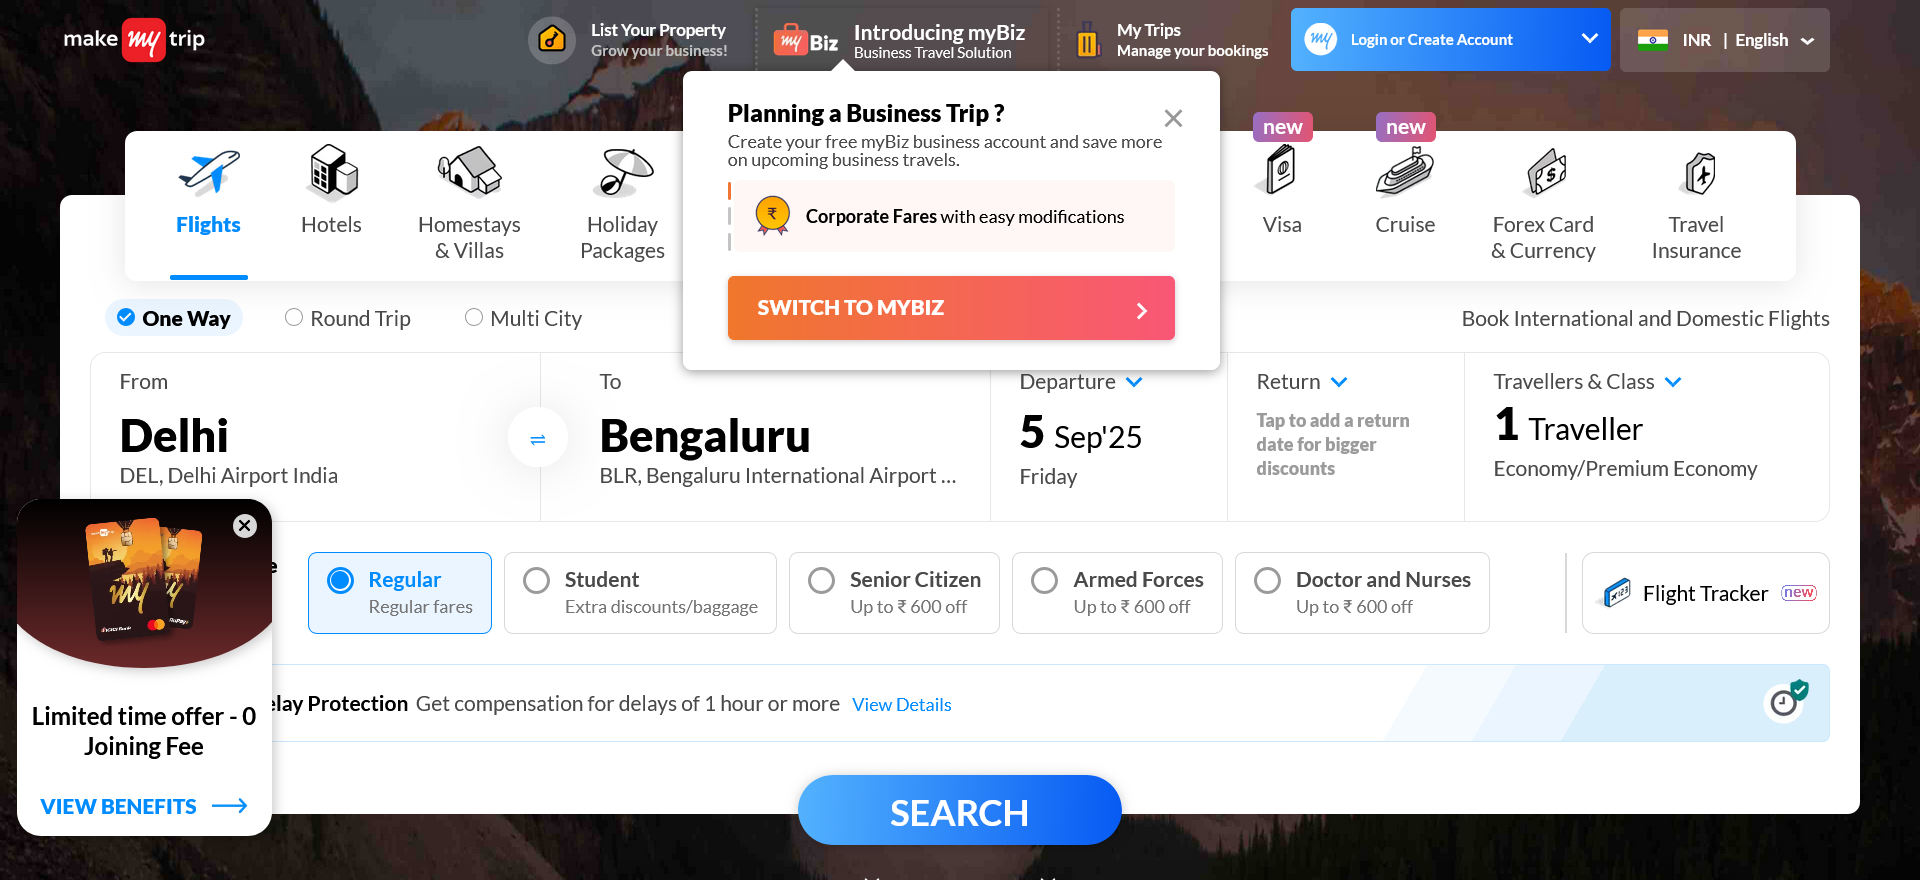 make my trip
List Your Property
Grow your business!
my Biz
Introducing myBiz
Business Travel Solution
My Trips
Manage your bookings
my
Login or Create Account
INR | English
Planning a Business Trip ?
Create your free myBiz business account and save more
on upcoming business travels.
₹
Corporate Fares with easy modifications
SWITCH TO MYBIZ
Flights
Hotels
Homestays
& Villas
Holiday
Packages
new
Visa
new
Cruise
Forex Card
& Currency
Travel
Insurance
One Way
Round Trip
Multi City
Book International and Domestic Flights
From
Delhi
DEL, Delhi Airport India
To
Bengaluru
BLR, Bengaluru International Airport ...
Departure
5 Sep'25
Friday
Return
Tap to add a return
date for bigger
discounts
Travellers & Class
1 Traveller
Economy/Premium Economy
Regular
Regular fares
Student
Extra discounts/baggage
Senior Citizen
Up to ₹ 600 off
Armed Forces
Up to ₹ 600 off
Doctor and Nurses
Up to ₹ 600 off
Flight Tracker
new
elay Protection Get compensation for delays of 1 hour or more View Details
my
ICICI Bank
RuPay
Limited time offer - 0
Joining Fee
VIEW BENEFITS
SEARCH